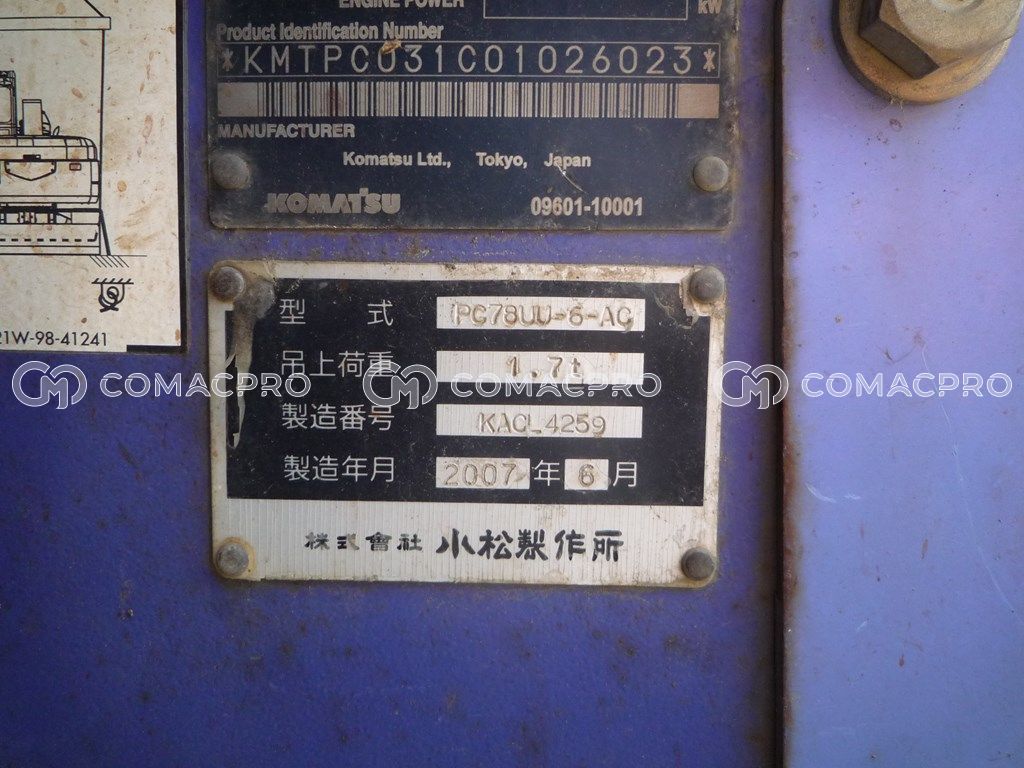 ENGINE POWER
kW
Product Identification Number
*KMTPC031C01026023*
MANUFACTURER
Komatsu Ltd., Tokyo, Japan
KOMATSU
09601-10001
21W-98-41241
型 式 PC78UU-6-AC
吊上荷重 1.7t
製造番号 KACL4259
製造年月 2007 年 6 月
株式會社 小松製作所
COMACPRO COMACPRO COMACPRO